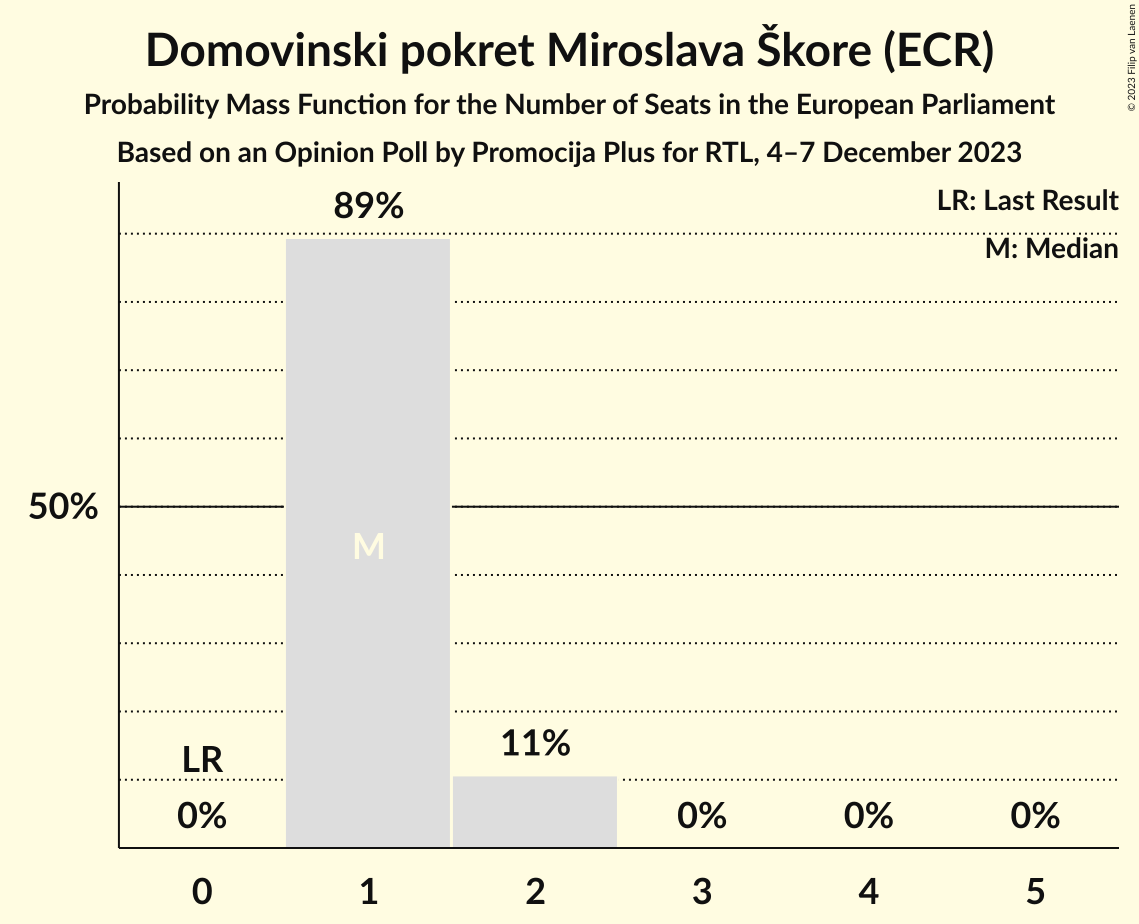 Domovinski pokret Miroslava Škore (ECR)
Probability Mass Function for the Number of Seats in the European Parliament
Based on an Opinion Poll by Promocija Plus for RTL, 4–7 December 2023
© 2023 Filip van Laenen
LR: Last Result
M: Median
89%
50%
M
LR
11%
0%
0%
0%
0%
0 1 2 3 4 5